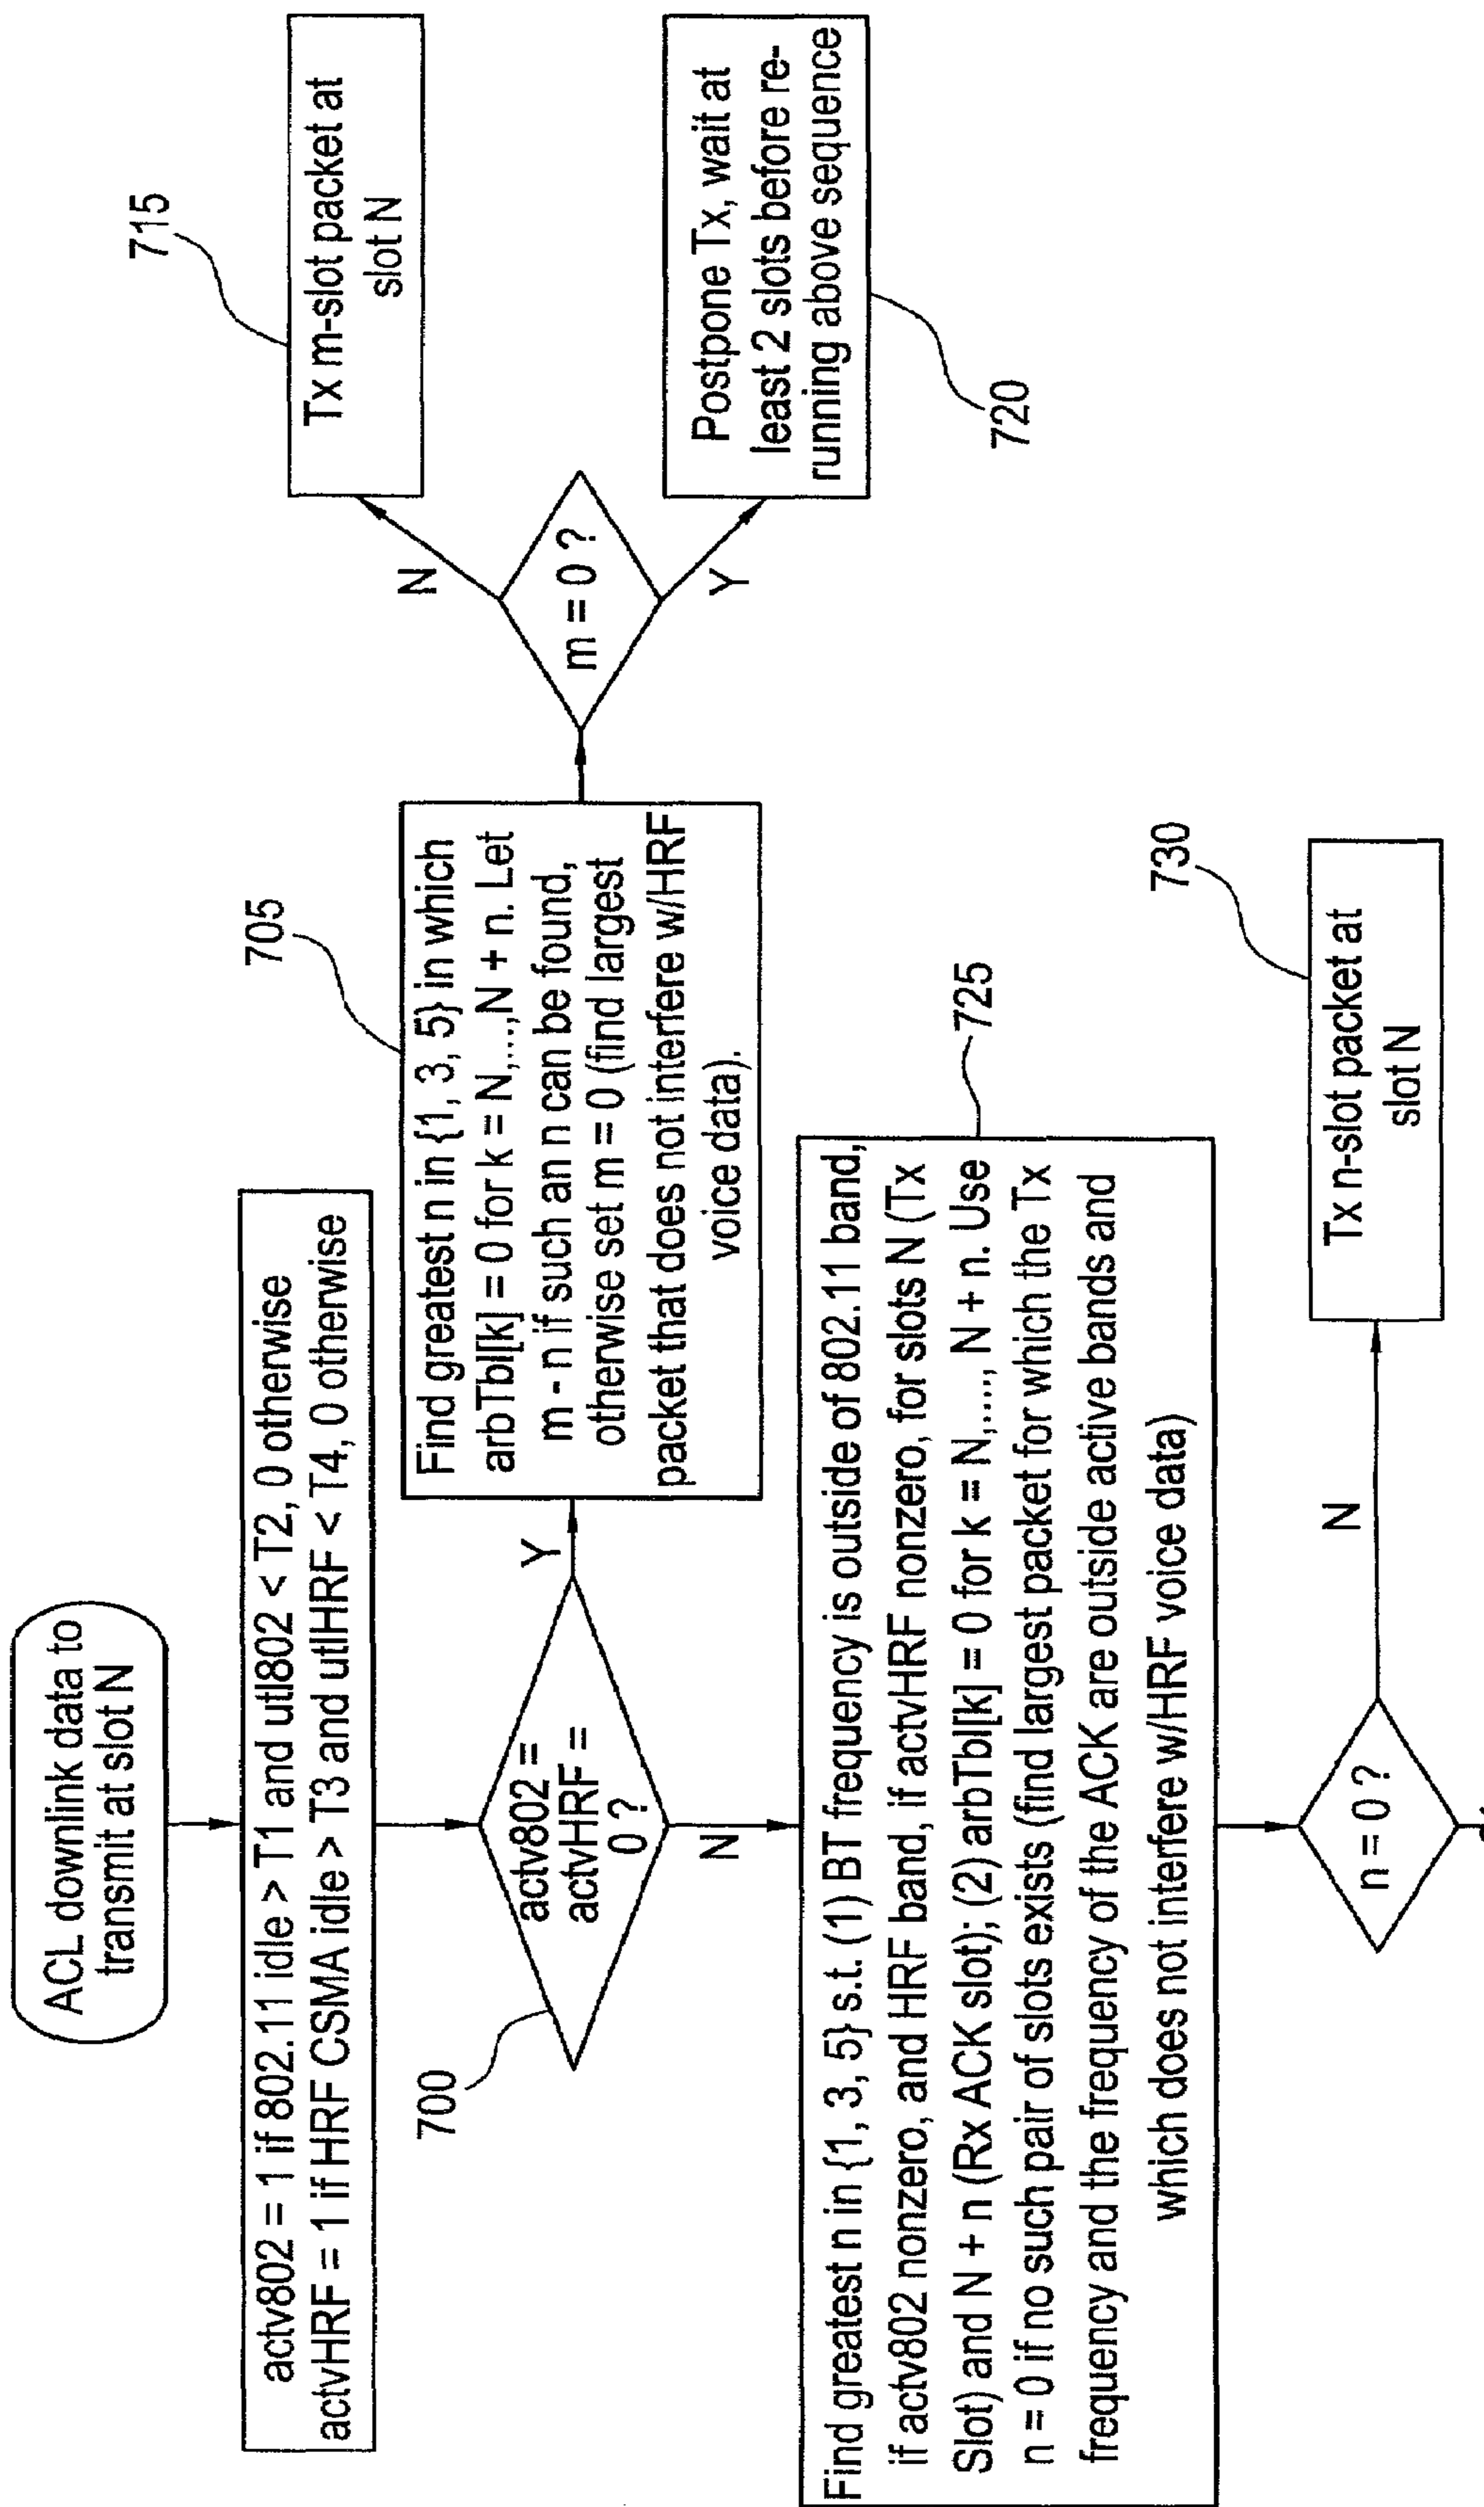 ACL downlink data to
transmit at slot N
actv802 = 1 if 802.11 idle > T1 and utl802 < T2, 0 otherwise
actvHRF = 1 if HRF CSMA idle > T3 and utlHRF < T4, 0 otherwise
700
actv802 =
actvHRF =
0 ?
Y
N
705
Find greatest n in {1, 3, 5} in which
arbTbl[k] = 0 for k = N,...,N + n. Let
m - n if such an n can be found,
otherwise set m = 0 (find largest
packet that does not interfere w/HRF
voice data).
m = 0 ?
N
Y
715
Tx m-slot packet at
slot N
Postpone Tx, wait at
least 2 slots before re-
running above sequence
720
725
Find greatest n in {1, 3, 5} s.t. (1) BT frequency is outside of 802.11 band,
if actv802 nonzero, and HRF band, if actvHRF nonzero, for slots N (Tx
Slot) and N + n (Rx ACK slot); (2) arbTbl[k] = 0 for k = N,...., N + n. Use
n = 0 if no such pair of slots exists (find largest packet for which the Tx
frequency and the frequency of the ACK are outside active bands and
which does not interfere w/HRF voice data)
n = 0 ?
N
730
Tx n-slot packet at
slot N